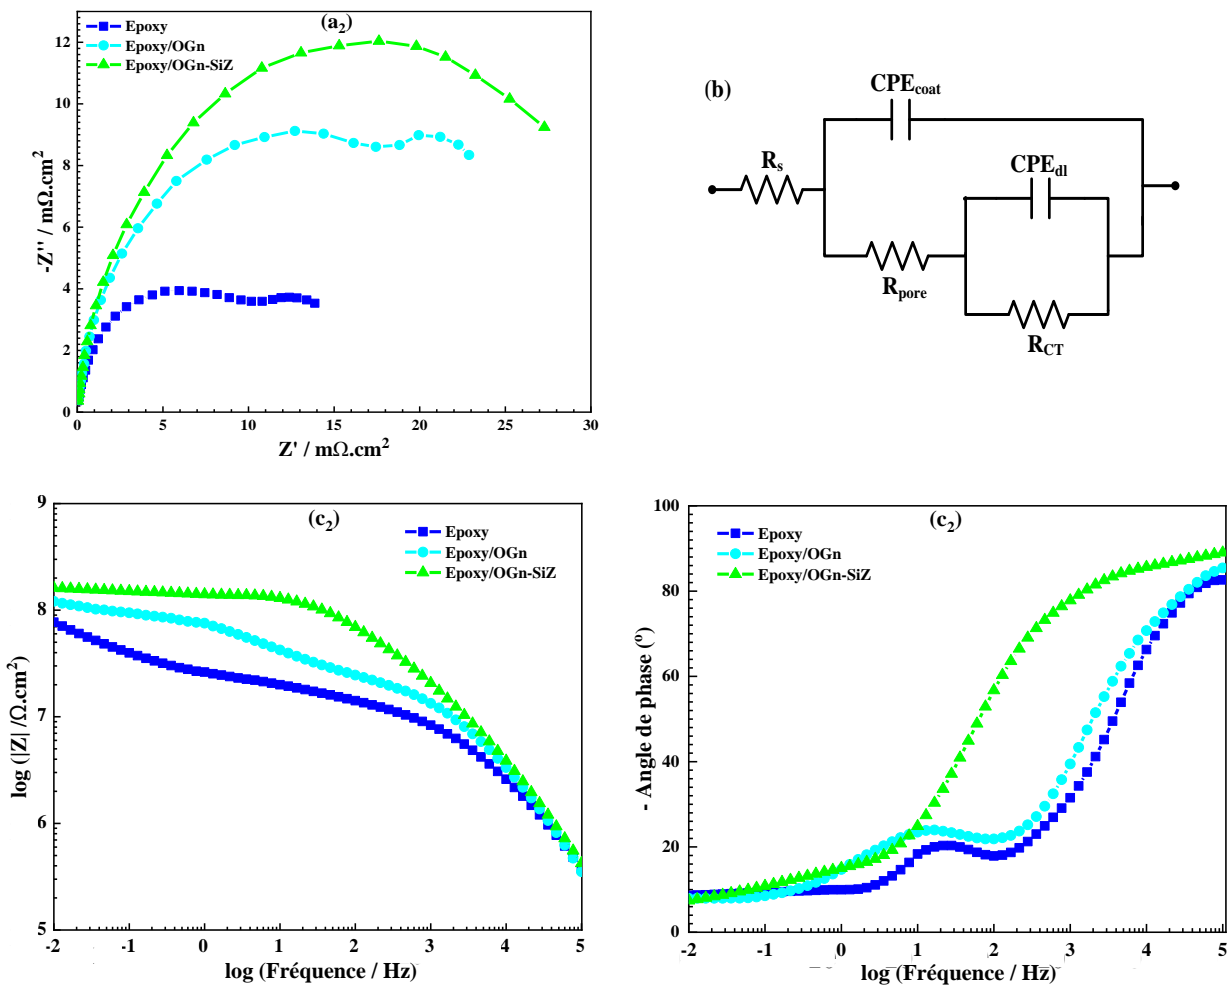 (a₂)
Epoxy
Epoxy/OGn
Epoxy/OGn-SiZ
12
10
8
6
4
2
0
-Z'' / mΩ.cm²
0 5 10 15 20 25 30
Z' / mΩ.cm²
(b)
CPEcoat
Rs
CPEdl
Rpore
RCT
(c₂)
Epoxy
Epoxy/OGn
Epoxy/OGn-SiZ
9
8
7
6
5
log (|Z| /Ω.cm²)
-2 -1 0 1 2 3 4 5
log (Fréquence / Hz)
(c₂)
Epoxy
Epoxy/OGn
Epoxy/OGn-SiZ
100
80
60
40
20
0
- Angle de phase (º)
-2 -1 0 1 2 3 4 5
log (Fréquence / Hz)